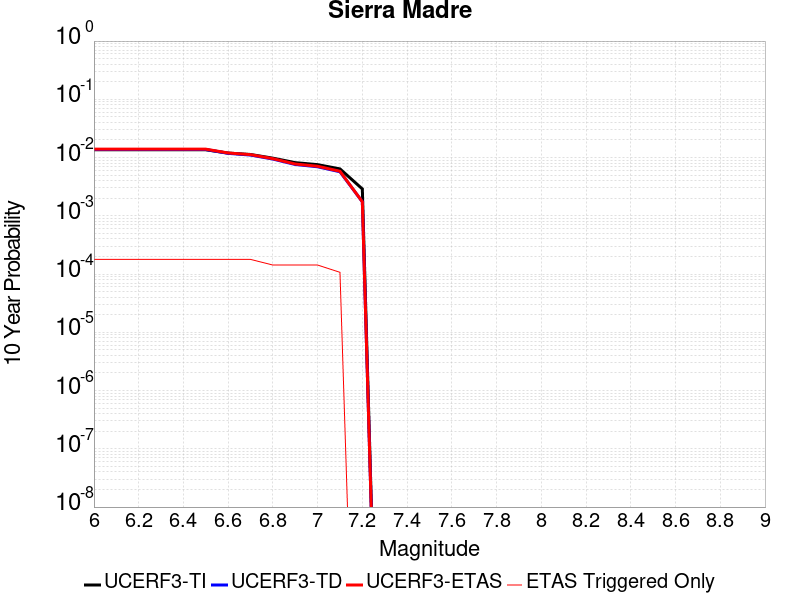 Sierra Madre
10 0
10 -1
10 -2
10 -3
10 -4
10 -5
10 -6
10 -7
10 -8
10 Year Probability
6 6.2 6.4 6.6 6.8 7 7.2 7.4 7.6 7.8 8 8.2 8.4 8.6 8.8 9
Magnitude
UCERF3-TI UCERF3-TD UCERF3-ETAS ETAS Triggered Only